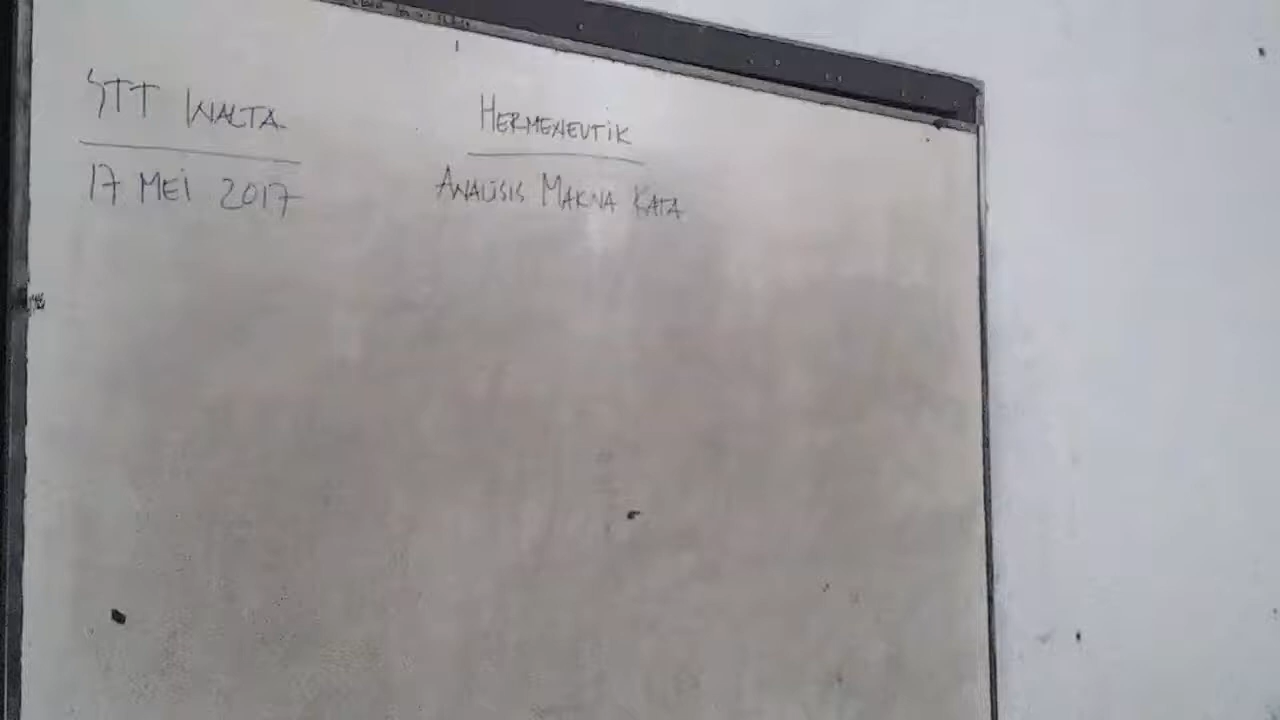 STT WALTA
17 MEI 2017
HERMENEUTIK
ANALISIS MAKNA KATA